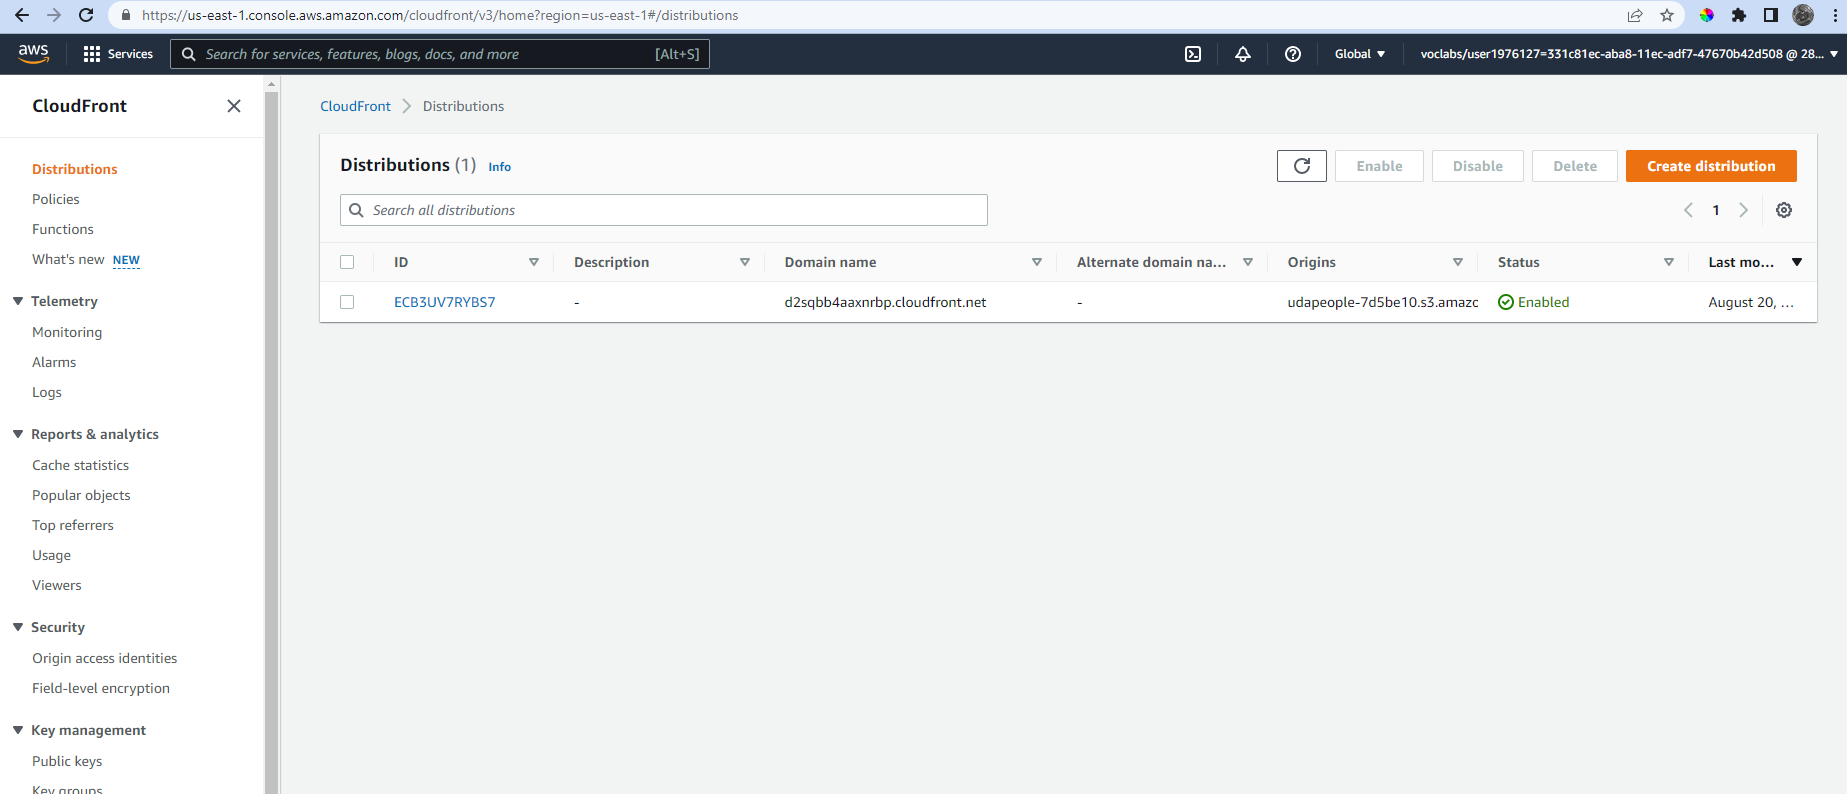 https://us-east-1.console.aws.amazon.com/cloudfront/v3/home?region=us-east-1#/distributions
aws Services Search for services, features, blogs, docs, and more [Alt+S] Global voclabs/user1976127=331c81ec-aba8-11ec-adf7-47670b42d508 @ 28...
CloudFront
Distributions
Policies
Functions
What's new NEW
Telemetry
Monitoring
Alarms
Logs
Reports & analytics
Cache statistics
Popular objects
Top referrers
Usage
Viewers
Security
Origin access identities
Field-level encryption
Key management
Public keys
Key groups
CloudFront > Distributions
Distributions (1) Info Enable Disable Delete Create distribution
Search all distributions 1
ID Description Domain name Alternate domain na... Origins Status Last mo...
ECB3UV7RYBS7 - d2sqbb4aaxnrbp.cloudfront.net - udapeople-7d5be10.s3.amazc Enabled August 20, ...